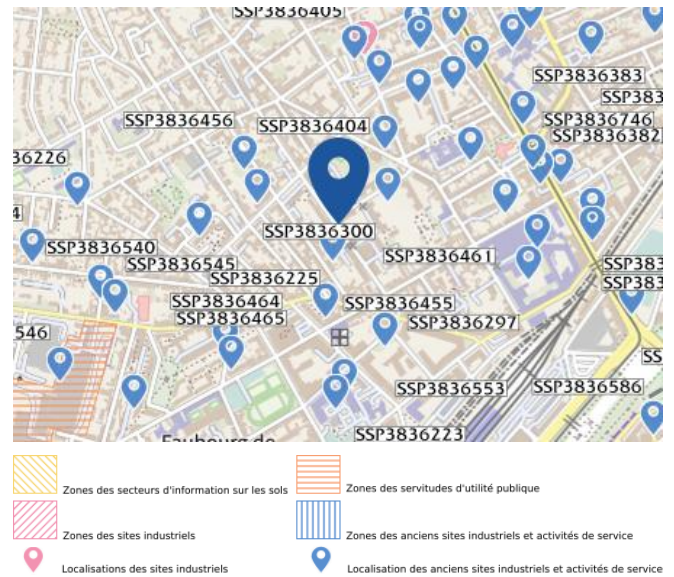 SSP3836405
SSP3836383
SSP383
SSP3836456
SSP3836404
SSP3836746
SSP3836382
36226
4
SSP3836300
SSP3836540
SSP3836461
SSP3836545
SSP383
SSP3836225
SSP383
SSP3836464
SSP3836455
SSP3836465
SSP3836297
546
SS
SSP3836553
SSP3836586
SSP3836223
Faubourg de
Zones des secteurs d'information sur les sols
Zones des servitudes d'utilité publique
Zones des sites industriels
Zones des anciens sites industriels et activités de service
Localisations des sites industriels
Localisation des anciens sites industriels et activités de service